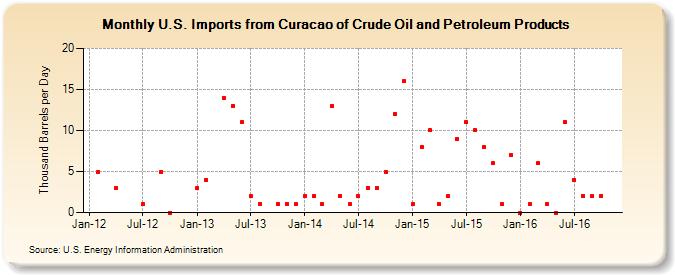 Monthly U.S. Imports from Curacao of Crude Oil and Petroleum Products
Thousand Barrels per Day
20
15
10
5
0
Jan-12 Jul-12 Jan-13 Jul-13 Jan-14 Jul-14 Jan-15 Jul-15 Jan-16 Jul-16
Source: U.S. Energy Information Administration